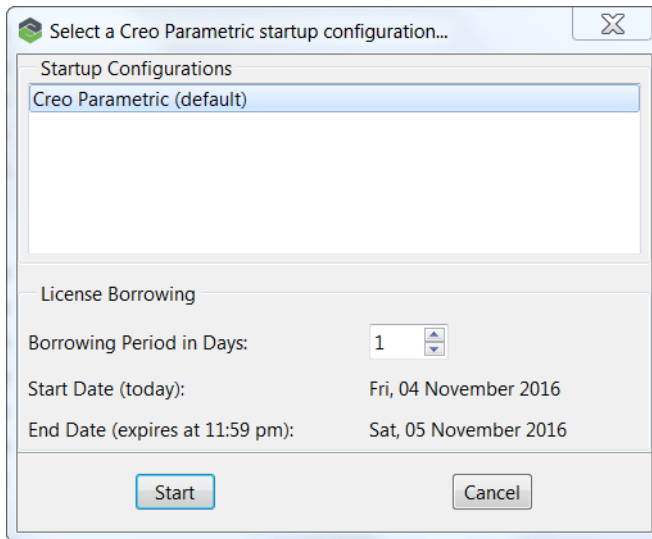 Select a Creo Parametric startup configuration...
Startup Configurations
Creo Parametric (default)
License Borrowing
Borrowing Period in Days: 1
Start Date (today): Fri, 04 November 2016
End Date (expires at 11:59 pm): Sat, 05 November 2016
Start Cancel